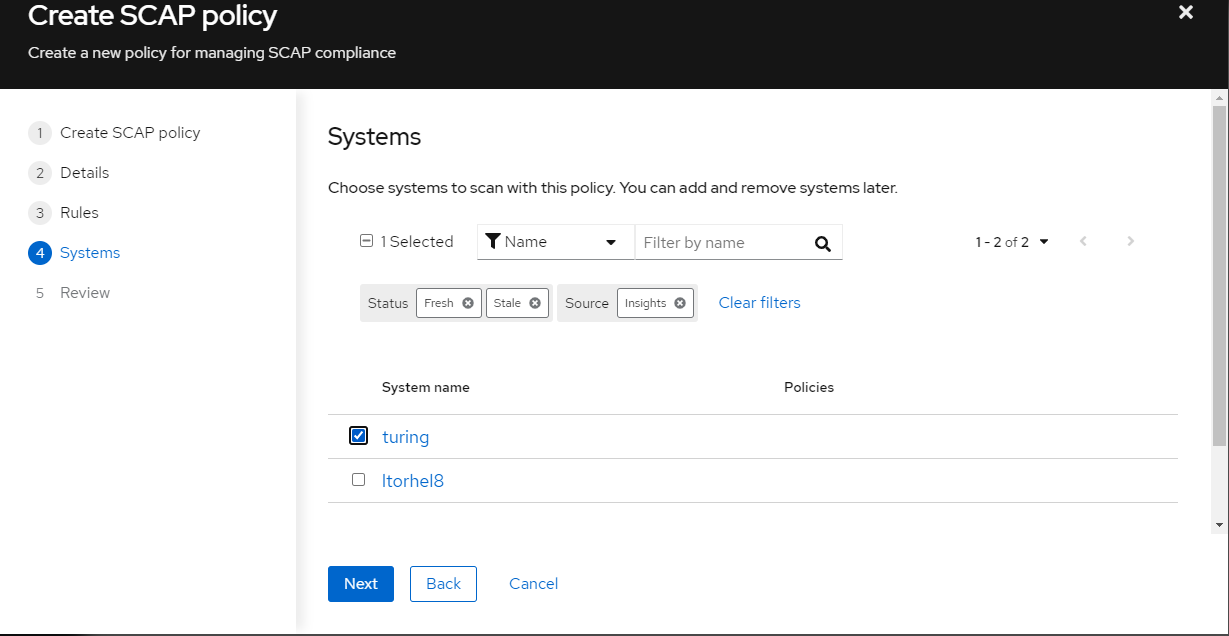 Create SCAP policy
Create a new policy for managing SCAP compliance
1 Create SCAP policy
2 Details
3 Rules
4 Systems
5 Review
Systems
Choose systems to scan with this policy. You can add and remove systems later.
1 Selected Name Filter by name 1 - 2 of 2
Status Fresh Stale Source Insights Clear filters
System name Policies
turing
ltorhel8
Next Back Cancel